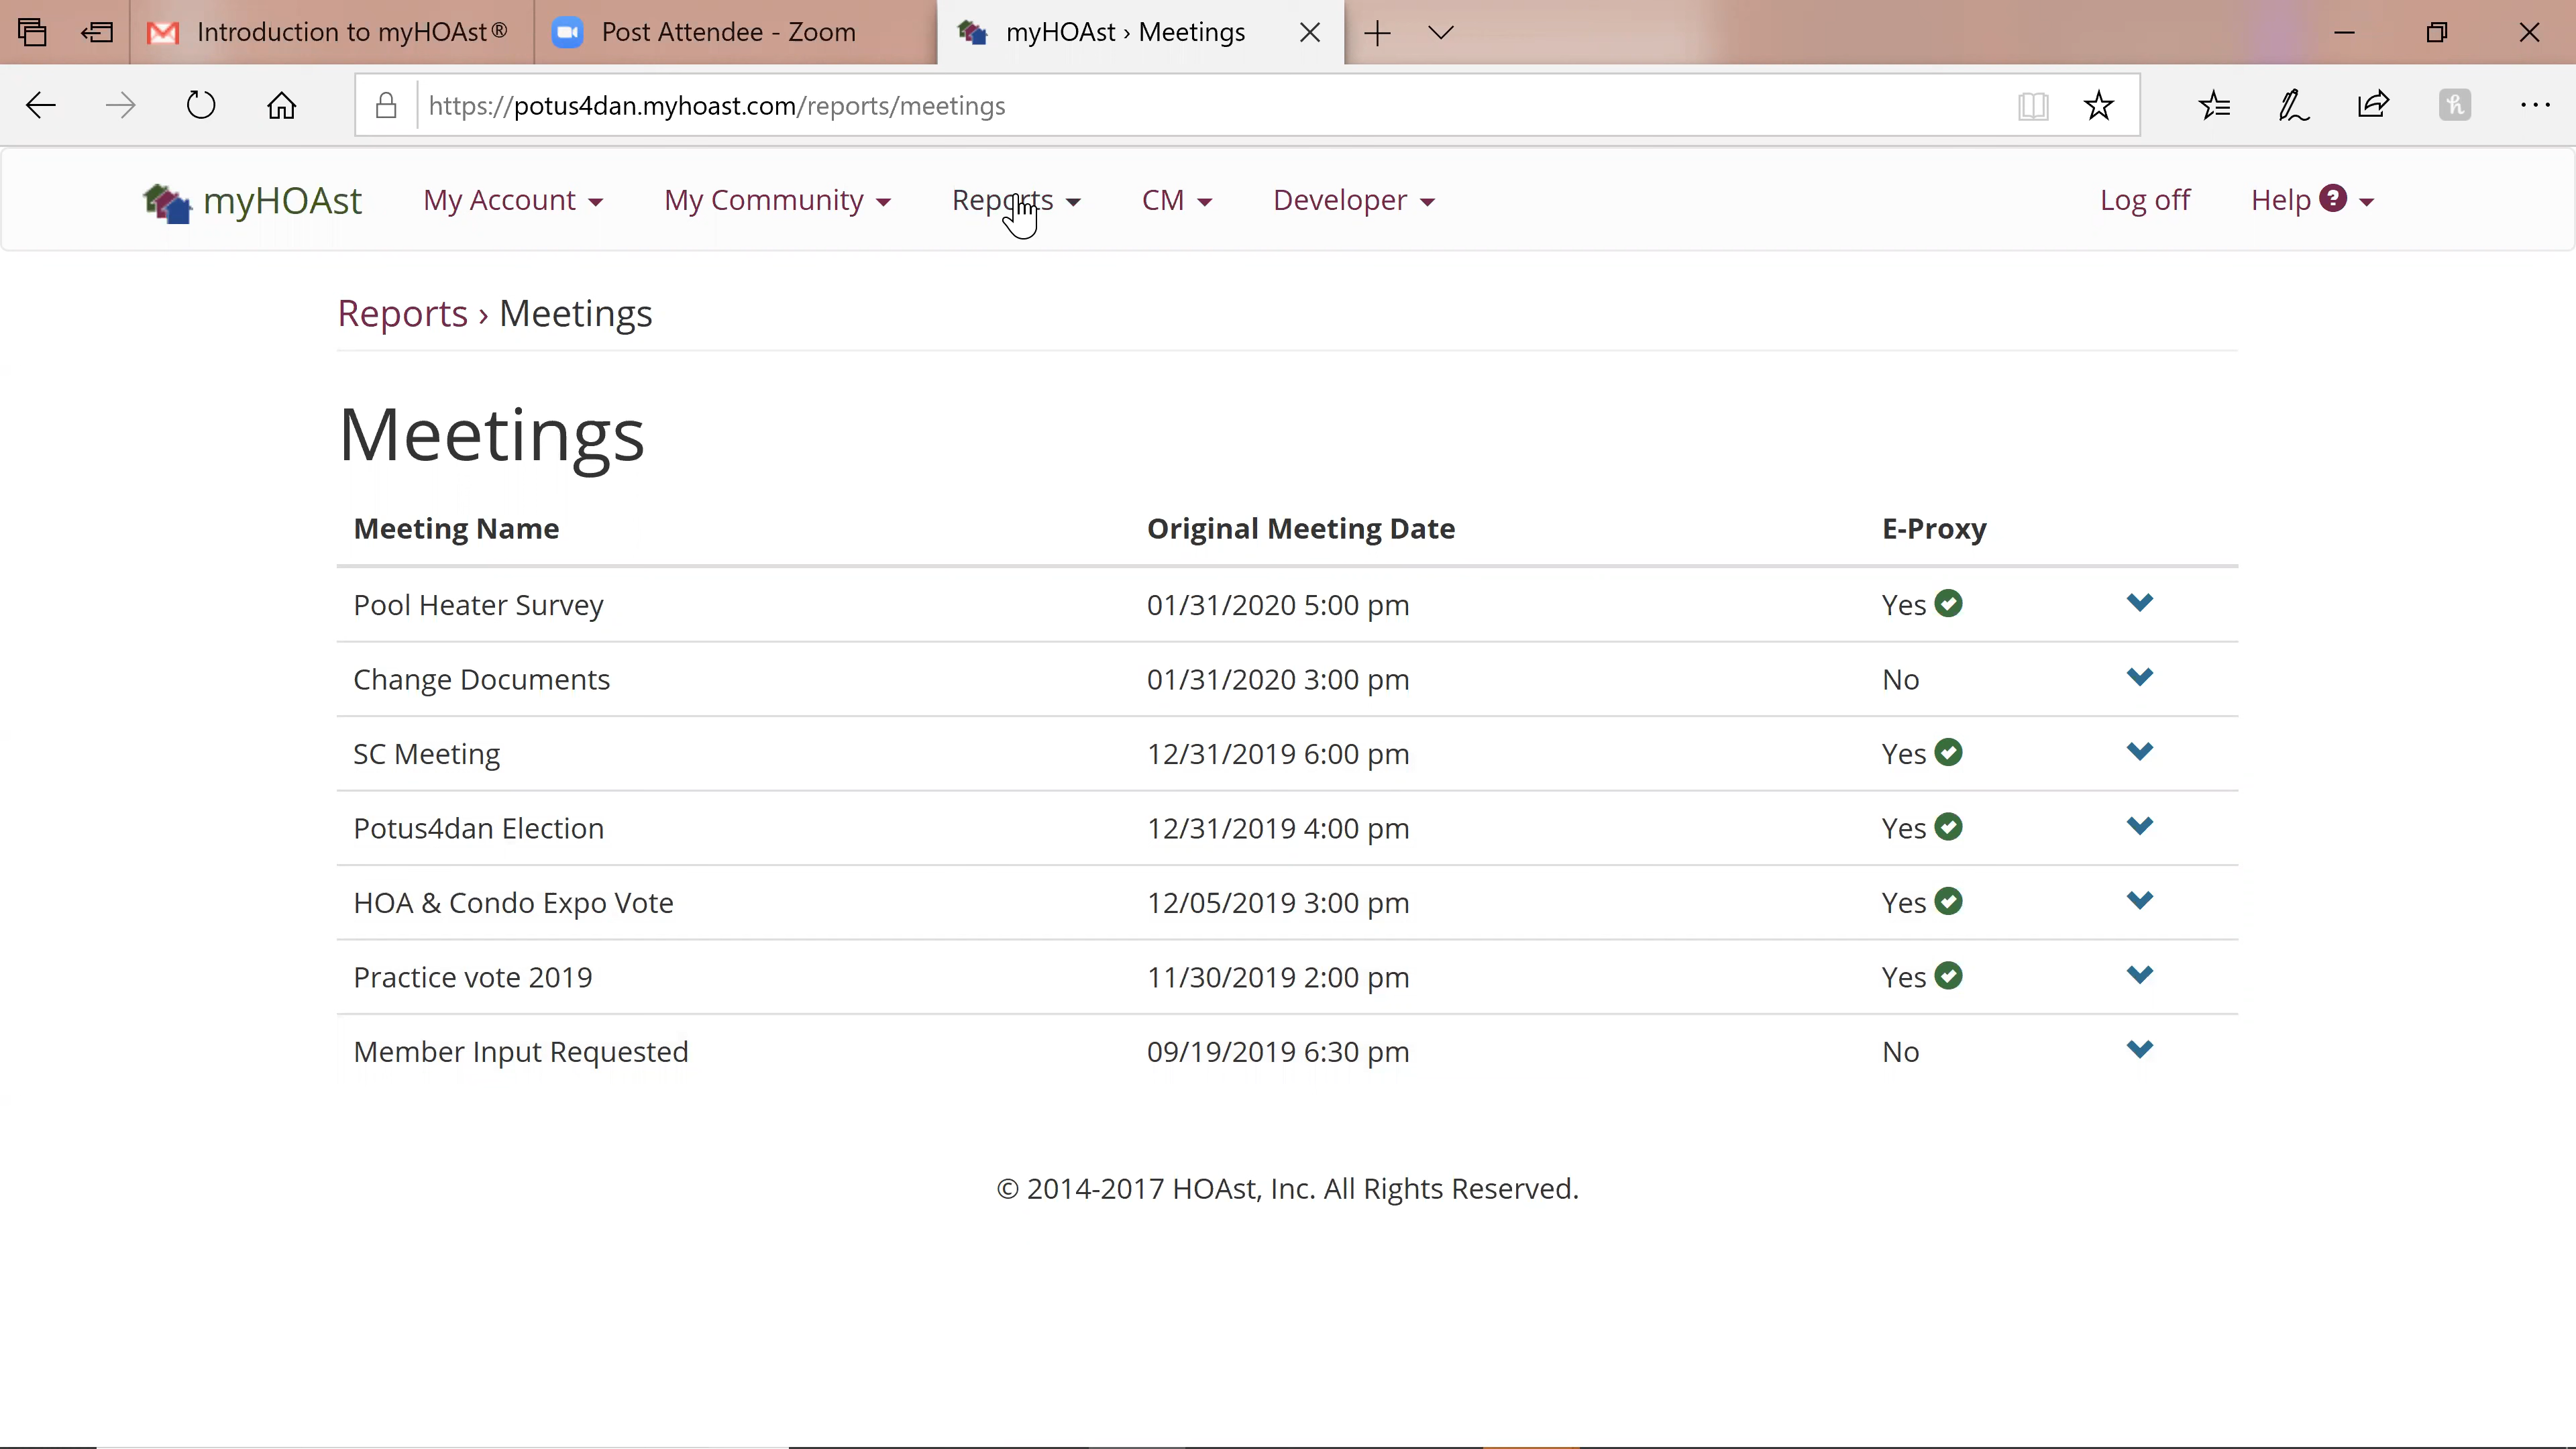 Introduction to myHOAst®
Post Attendee - Zoom
myHOAst › Meetings
https://potus4dan.myhoast.com/reports/meetings
myHOAst
My Account
My Community
Reports
CM
Developer
Log off
Help ?
Reports › Meetings
Meetings
Meeting Name Original Meeting Date E-Proxy
Pool Heater Survey 01/31/2020 5:00 pm Yes
Change Documents 01/31/2020 3:00 pm No
SC Meeting 12/31/2019 6:00 pm Yes
Potus4dan Election 12/31/2019 4:00 pm Yes
HOA & Condo Expo Vote 12/05/2019 3:00 pm Yes
Practice vote 2019 11/30/2019 2:00 pm Yes
Member Input Requested 09/19/2019 6:30 pm No
© 2014-2017 HOAst, Inc. All Rights Reserved.